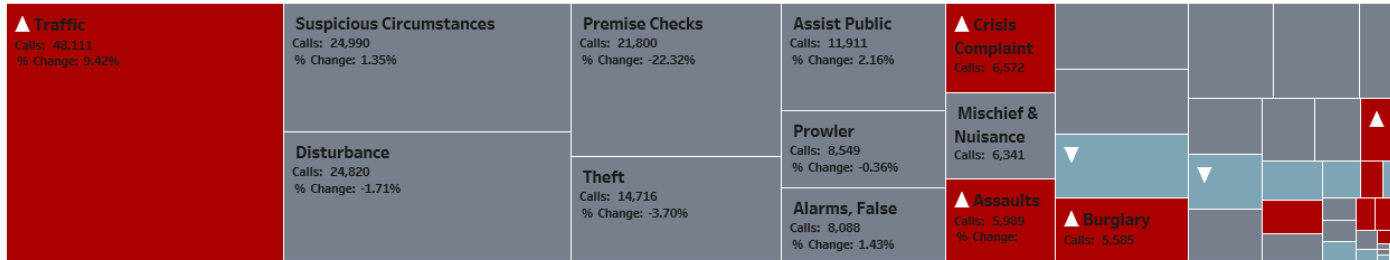 Traffic
Calls: 48,111
% Change: 9.42%
Suspicious Circumstances
Calls: 24,990
% Change: 1.35%
Disturbance
Calls: 24,820
% Change: -1.71%
Premise Checks
Calls: 21,800
% Change: -22.32%
Theft
Calls: 14,716
% Change: -3.70%
Assist Public
Calls: 11,911
% Change: 2.16%
Prowler
Calls: 8,549
% Change: -0.36%
Alarms, False
Calls: 8,088
% Change: 1.43%
Crisis
Complaint
Calls: 6,572
Mischief &
Nuisance
Calls: 6,341
Assaults
Calls: 5,989
% Change:
Burglary
Calls: 5,585